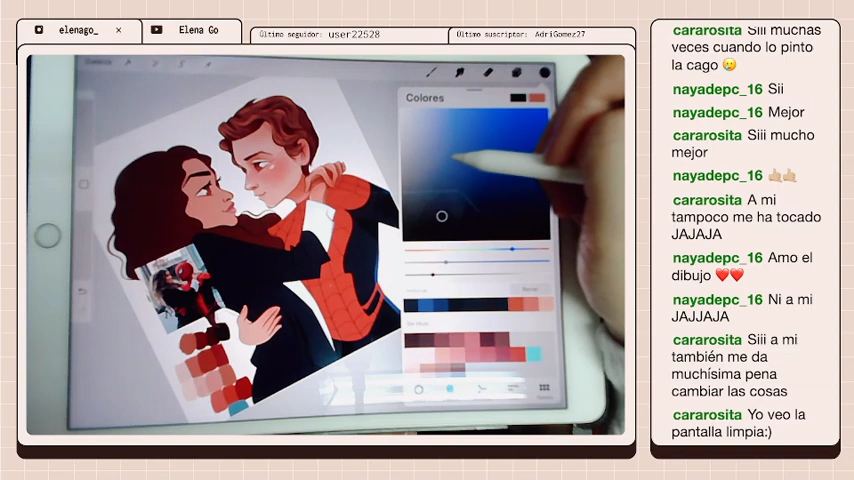 elenago_ ×
Elena Go
Último seguidor: user22528
Último suscriptor: AdriGomez27
Colores
cararosita Siii muchas
veces cuando lo pinto
la cago 🥲
nayadepc_16 Sii
nayadepc_16 Mejor
cararosita Siii mucho
mejor
nayadepc_16 🤙🏻🤙🏻
cararosita A mi
tampoco me ha tocado
JAJAJA
nayadepc_16 Amo el
dibujo ❤️❤️
nayadepc_16 Ni a mi
JAJJAJA
cararosita Siii a mi
también me da
muchísima pena
cambiar las cosas
cararosita Yo veo la
pantalla limpia:)